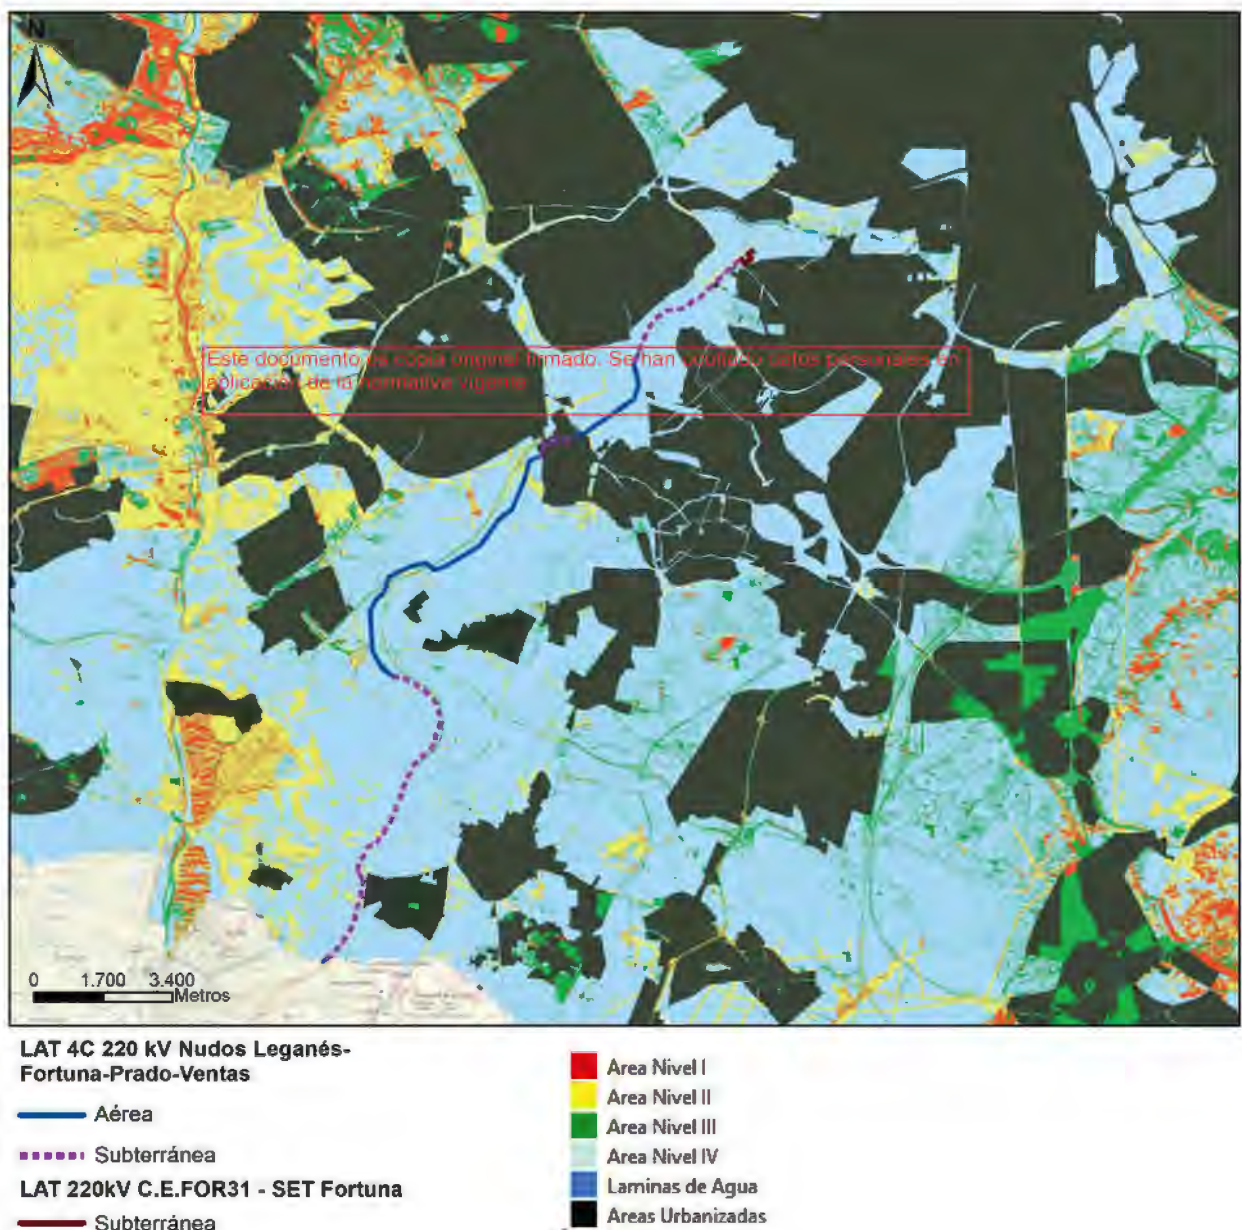 N
Este documento es copia original firmado. Se han ocultado datos personales en
aplicación de la normativa vigente
0 1.700 3.400
Metros
LAT 4C 220 kV Nudos Leganés-
Fortuna-Prado-Ventas
Aérea
Subterránea
LAT 220kV C.E.FOR31 - SET Fortuna
Subterránea
Area Nivel I
Area Nivel II
Area Nivel III
Area Nivel IV
Laminas de Agua
Areas Urbanizadas